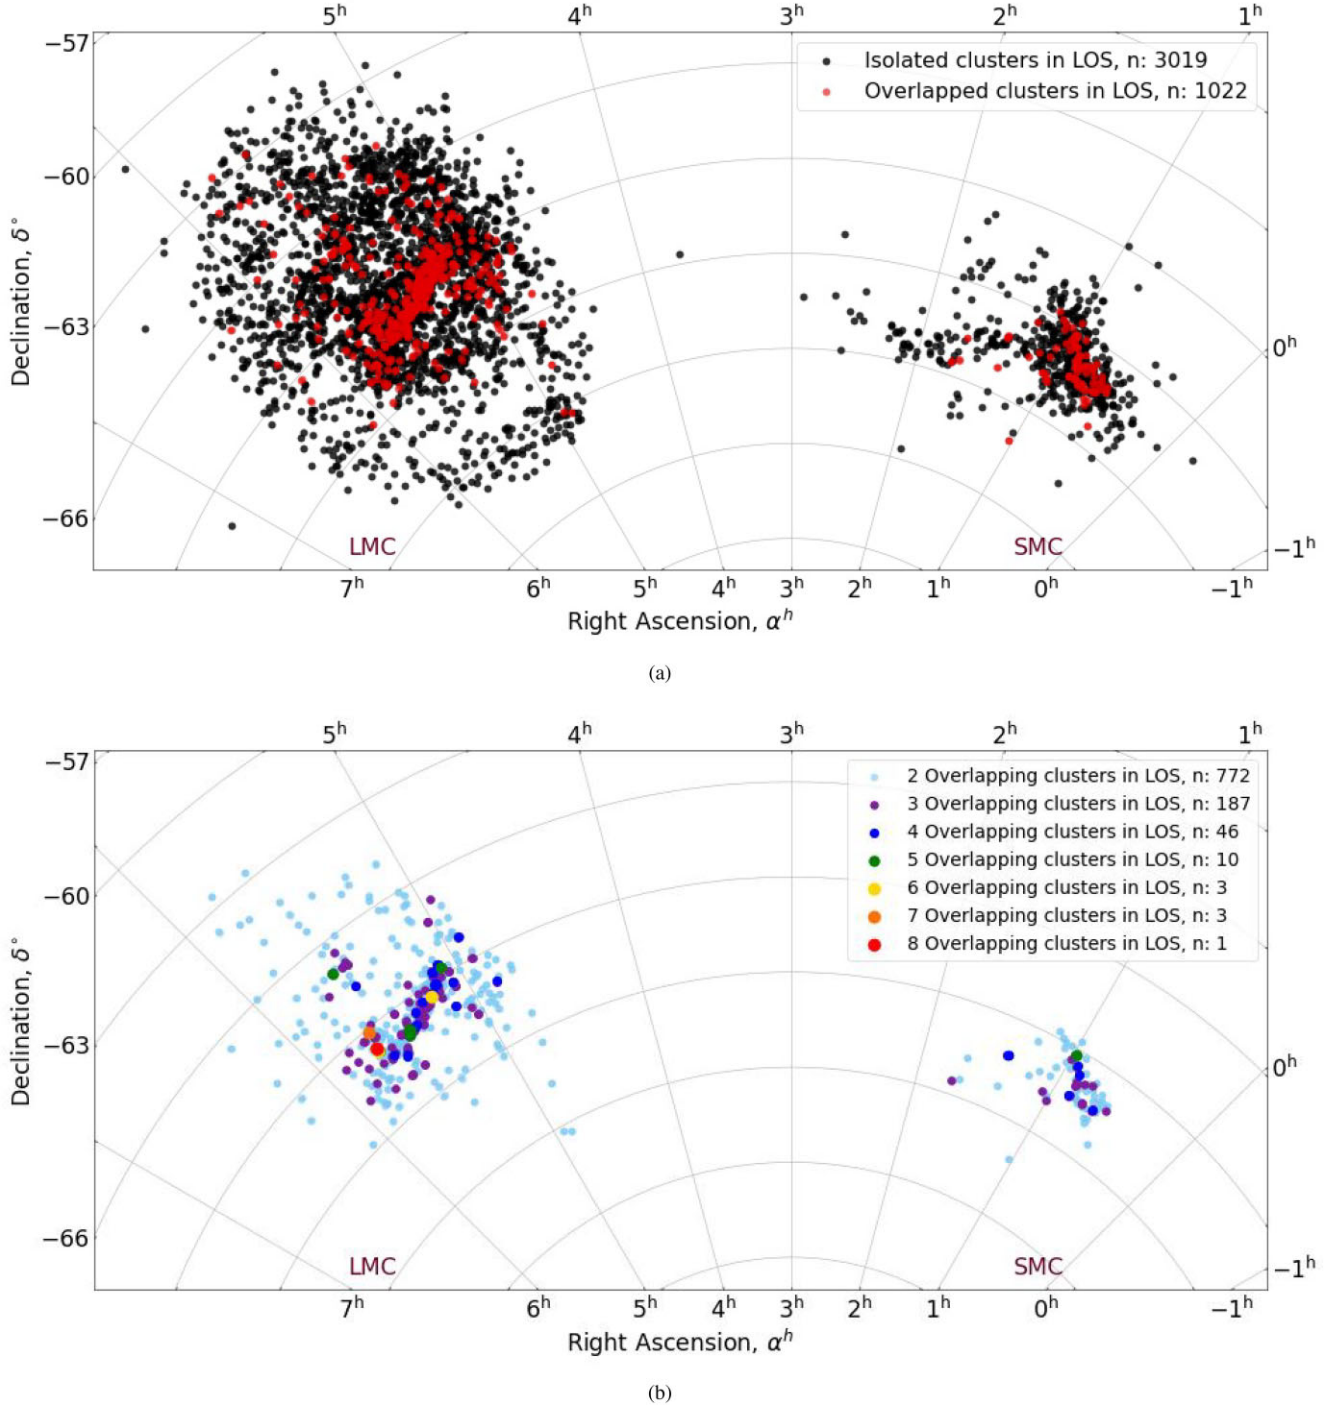 5h 4h 3h 2h 1h
−57
Isolated clusters in LOS, n: 3019
Overlapped clusters in LOS, n: 1022
−60
Declination, δ°
−63
0h
−66
LMC
SMC
−1h
7h 6h 5h 4h 3h 2h 1h 0h −1h
Right Ascension, αh
(a)
5h 4h 3h 2h 1h
−57
2 Overlapping clusters in LOS, n: 772
3 Overlapping clusters in LOS, n: 187
4 Overlapping clusters in LOS, n: 46
5 Overlapping clusters in LOS, n: 10
6 Overlapping clusters in LOS, n: 3
7 Overlapping clusters in LOS, n: 3
8 Overlapping clusters in LOS, n: 1
−60
Declination, δ°
−63
0h
−66
LMC
SMC
−1h
7h 6h 5h 4h 3h 2h 1h 0h −1h
Right Ascension, αh
(b)